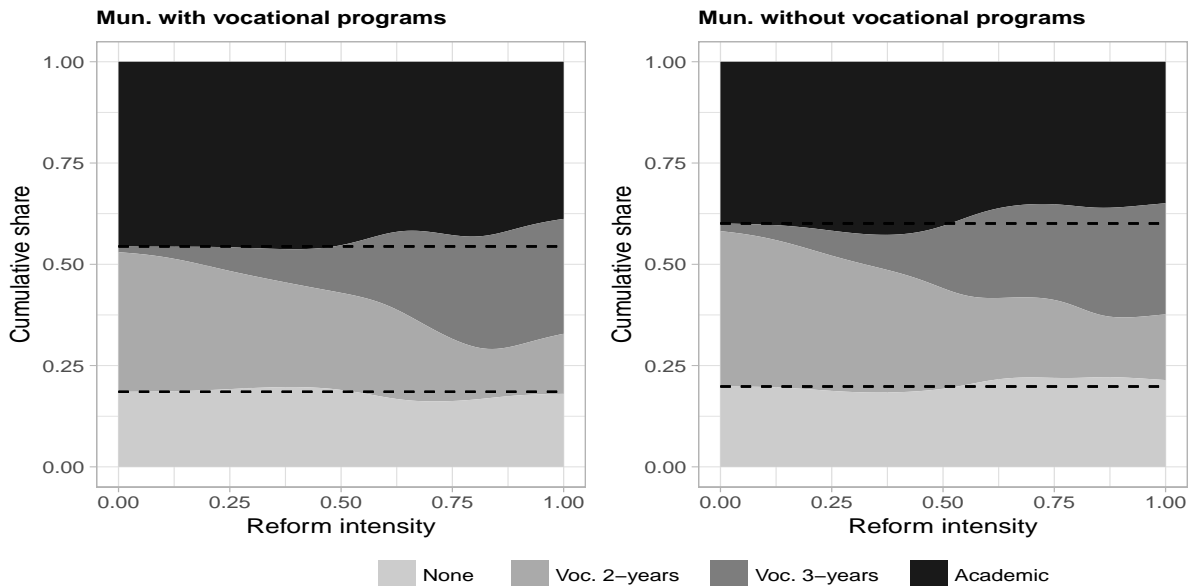 Mun. with vocational programs
Mun. without vocational programs
Cumulative share
1.00
0.75
0.50
0.25
0.00
0.00 0.25 0.50 0.75 1.00
Reform intensity
Cumulative share
1.00
0.75
0.50
0.25
0.00
0.00 0.25 0.50 0.75 1.00
Reform intensity
None Voc. 2−years Voc. 3−years Academic